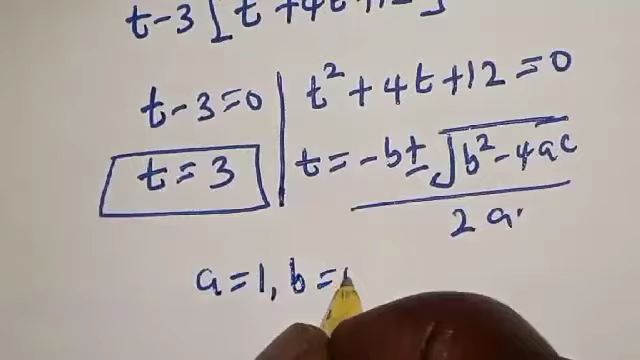 t-3[t²+4t+12]
t-3=0 | t²+4t+12=0
t=3 | t=-b±√b²-4ac
2a
a=1, b=